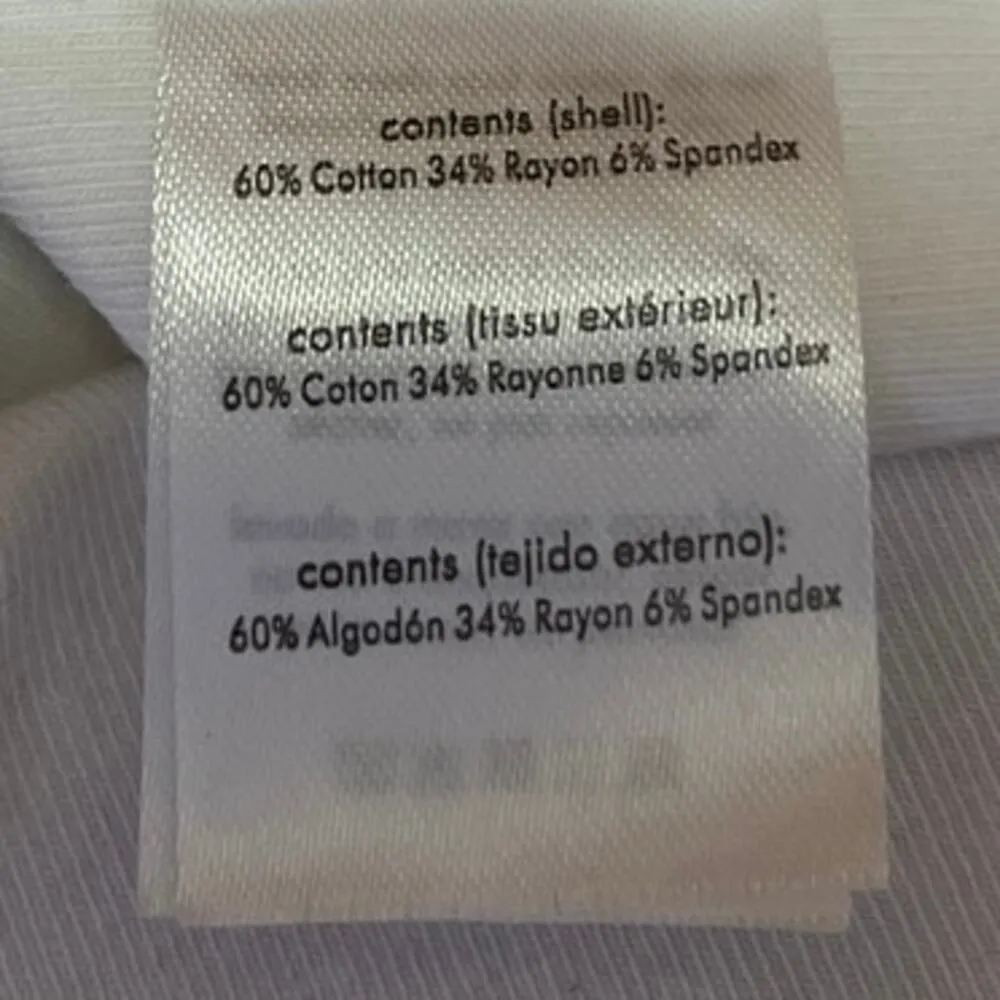 contents (shell):
60% Cotton 34% Rayon 6% Spandex
contents (tissu extérieur):
60% Coton 34% Rayonne 6% Spandex
contents (tejido externo):
60% Algodón 34% Rayon 6% Spandex